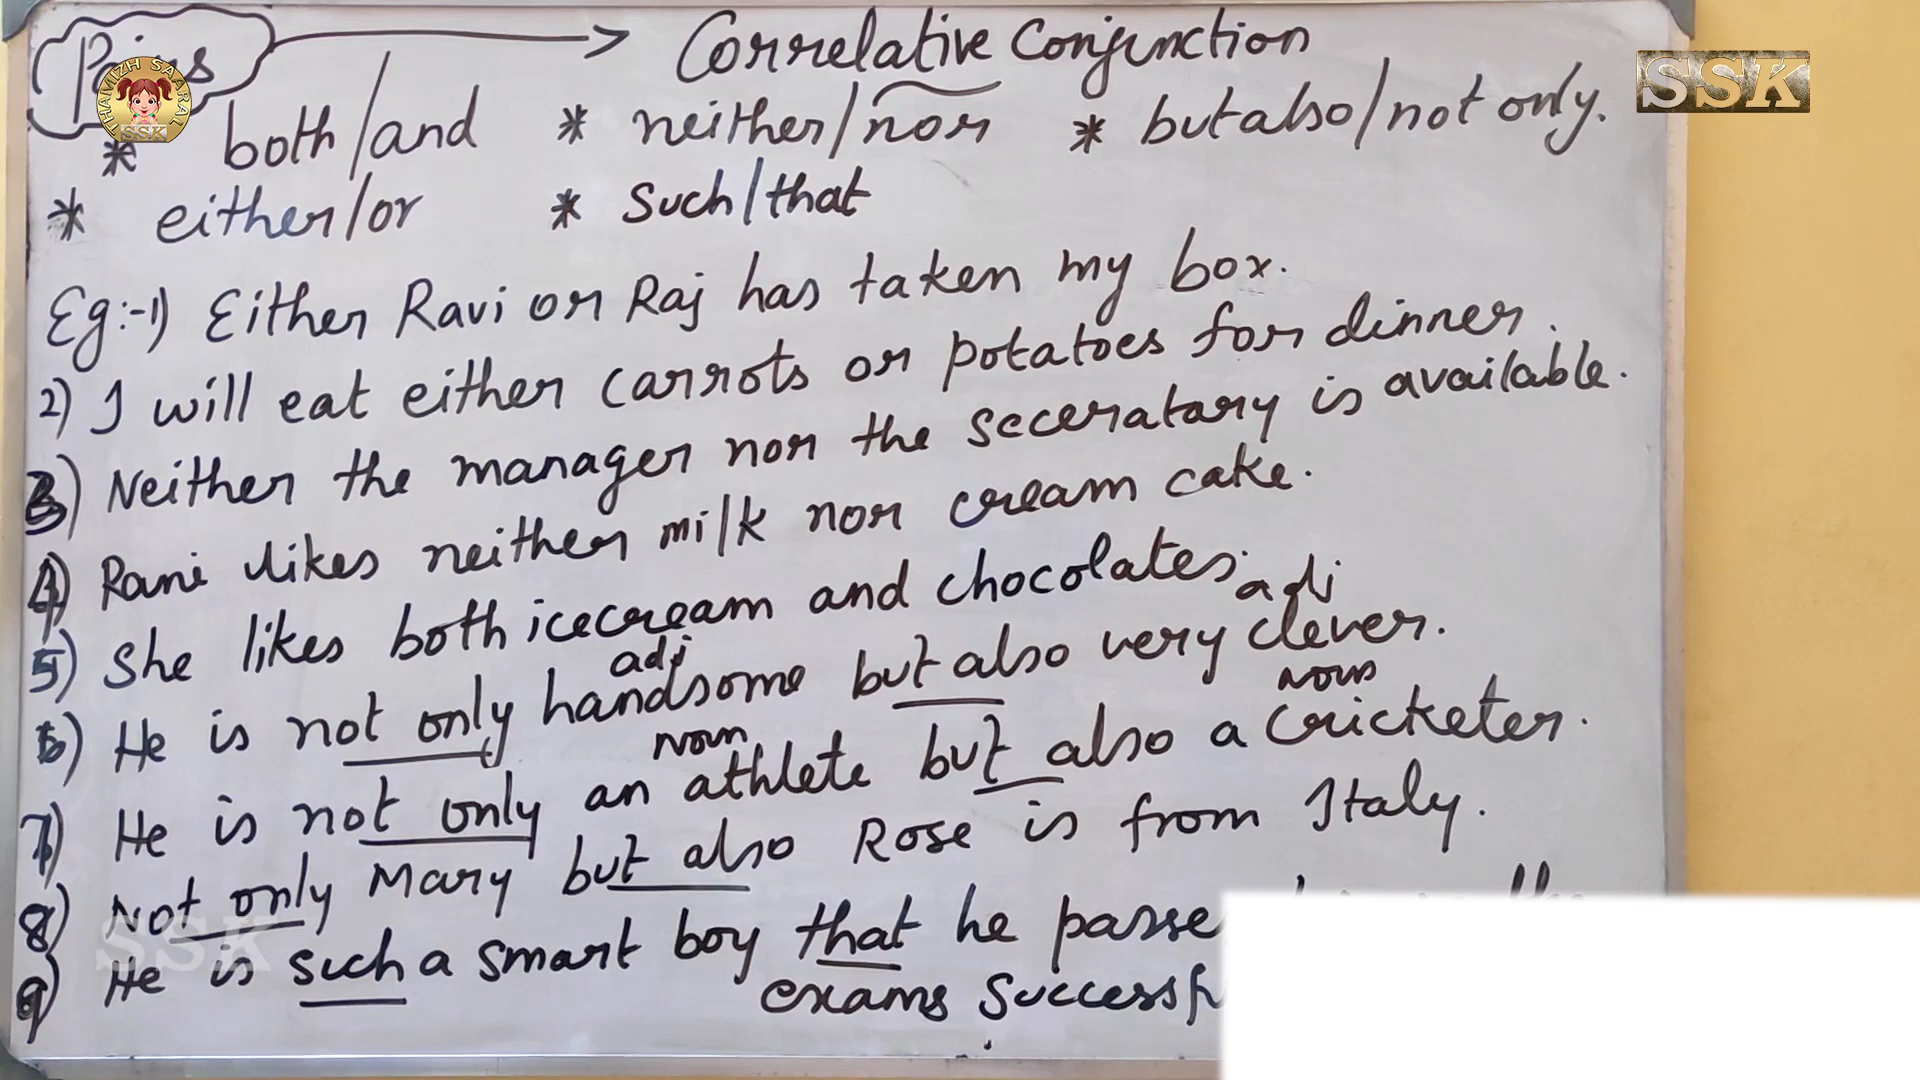 Pairs → Correlative Conjunction
THAMIZH SAARAL SSK
SSK
* both/and * neither/nor * but also/not only.
* either/or * such/that
Eg:-1) Either Ravi or Raj has taken my box.
2) I will eat either carrots or potatoes for dinner.
3) Neither the manager nor the seceratary is available.
4) Rani likes neither milk nor cream cake.
5) She likes both icecream and chocolates.
adj adj
6) He is not only handsome but also very clever.
noun noun
7) He is not only an athlete but also a cricketer.
8) Not only Mary but also Rose is from Italy.
SSK
9) He is such a smart boy that he passe
exams successf